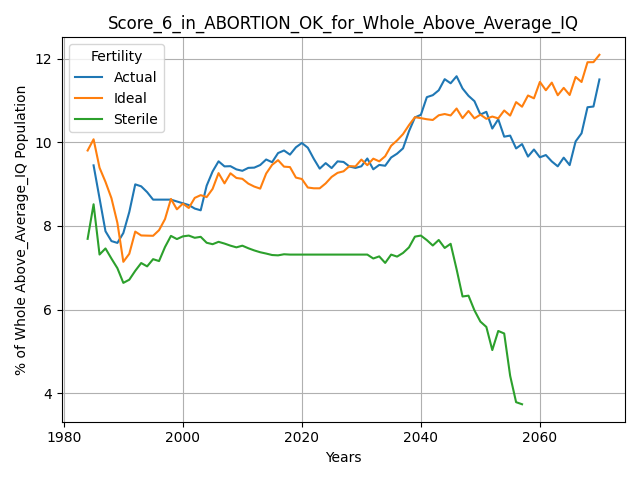 Score_6_in_ABORTION_OK_for_Whole_Above_Average_IQ
% of Whole Above_Average_IQ Population
12
10
8
6
4
Fertility
Actual
Ideal
Sterile
1980
2000
2020
2040
2060
Years